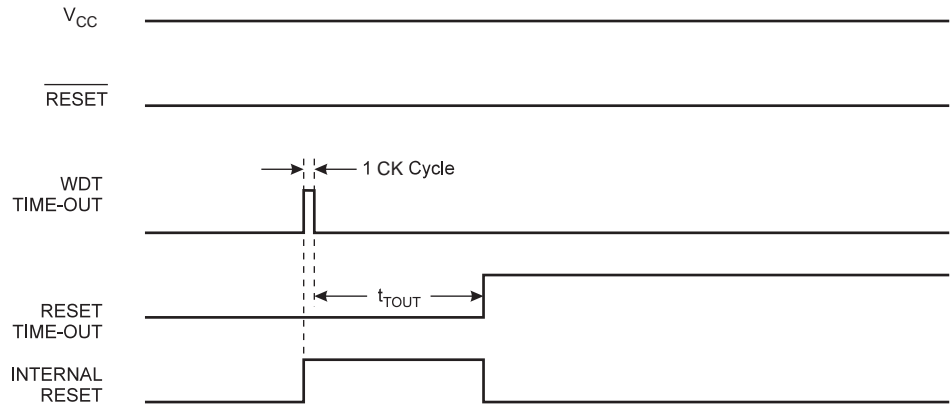 VCC
RESET
1 CK Cycle
WDT
TIME-OUT
tTOUT
RESET
TIME-OUT
INTERNAL
RESET